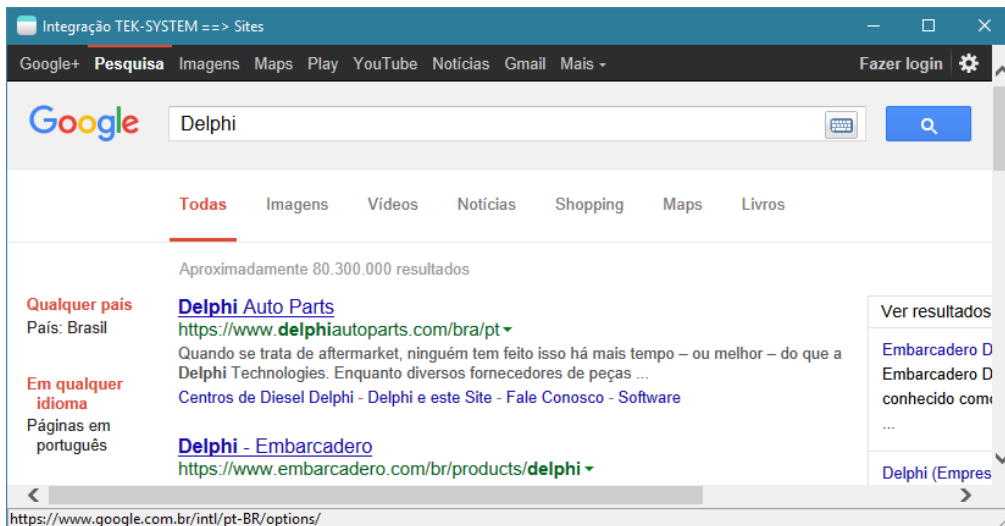 Integração TEK-SYSTEM ==> Sites
Google+ Pesquisa Imagens Maps Play YouTube Notícias Gmail Mais Fazer login
Google Delphi
Todas Imagens Vídeos Notícias Shopping Maps Livros
Aproximadamente 80.300.000 resultados
Qualquer país
País: Brasil
Em qualquer
idioma
Páginas em
português
Delphi Auto Parts
https://www.delphiautoparts.com/bra/pt
Quando se trata de aftermarket, ninguém tem feito isso há mais tempo – ou melhor – do que a
Delphi Technologies. Enquanto diversos fornecedores de peças ...
Centros de Diesel Delphi - Delphi e este Site - Fale Conosco - Software
Delphi - Embarcadero
https://www.embarcadero.com/br/products/delphi
Ver resultados
Embarcadero D
Embarcadero D
conhecido como
...
Delphi (Empres
https://www.google.com.br/intl/pt-BR/options/